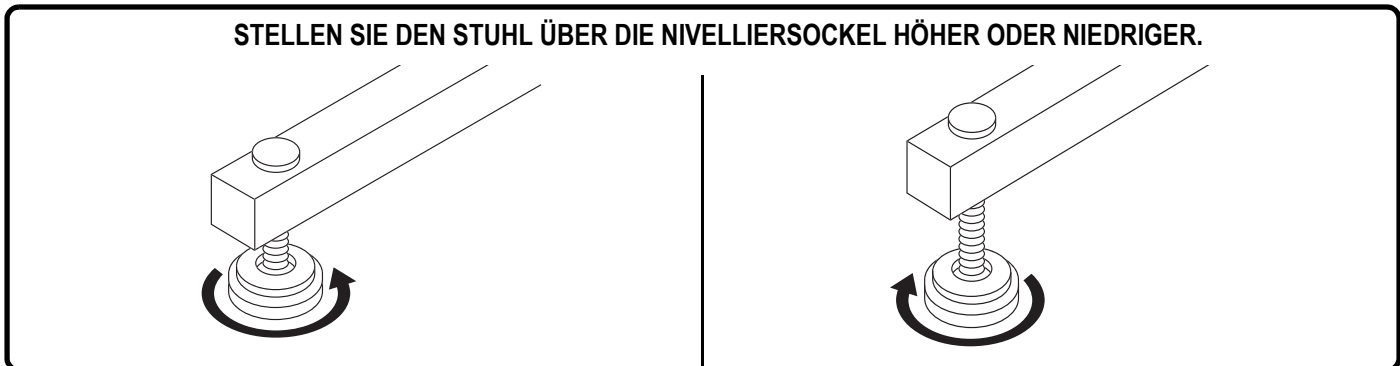 STELLEN SIE DEN STUHL ÜBER DIE NIVELLIERSOCKEL HÖHER ODER NIEDRIGER.